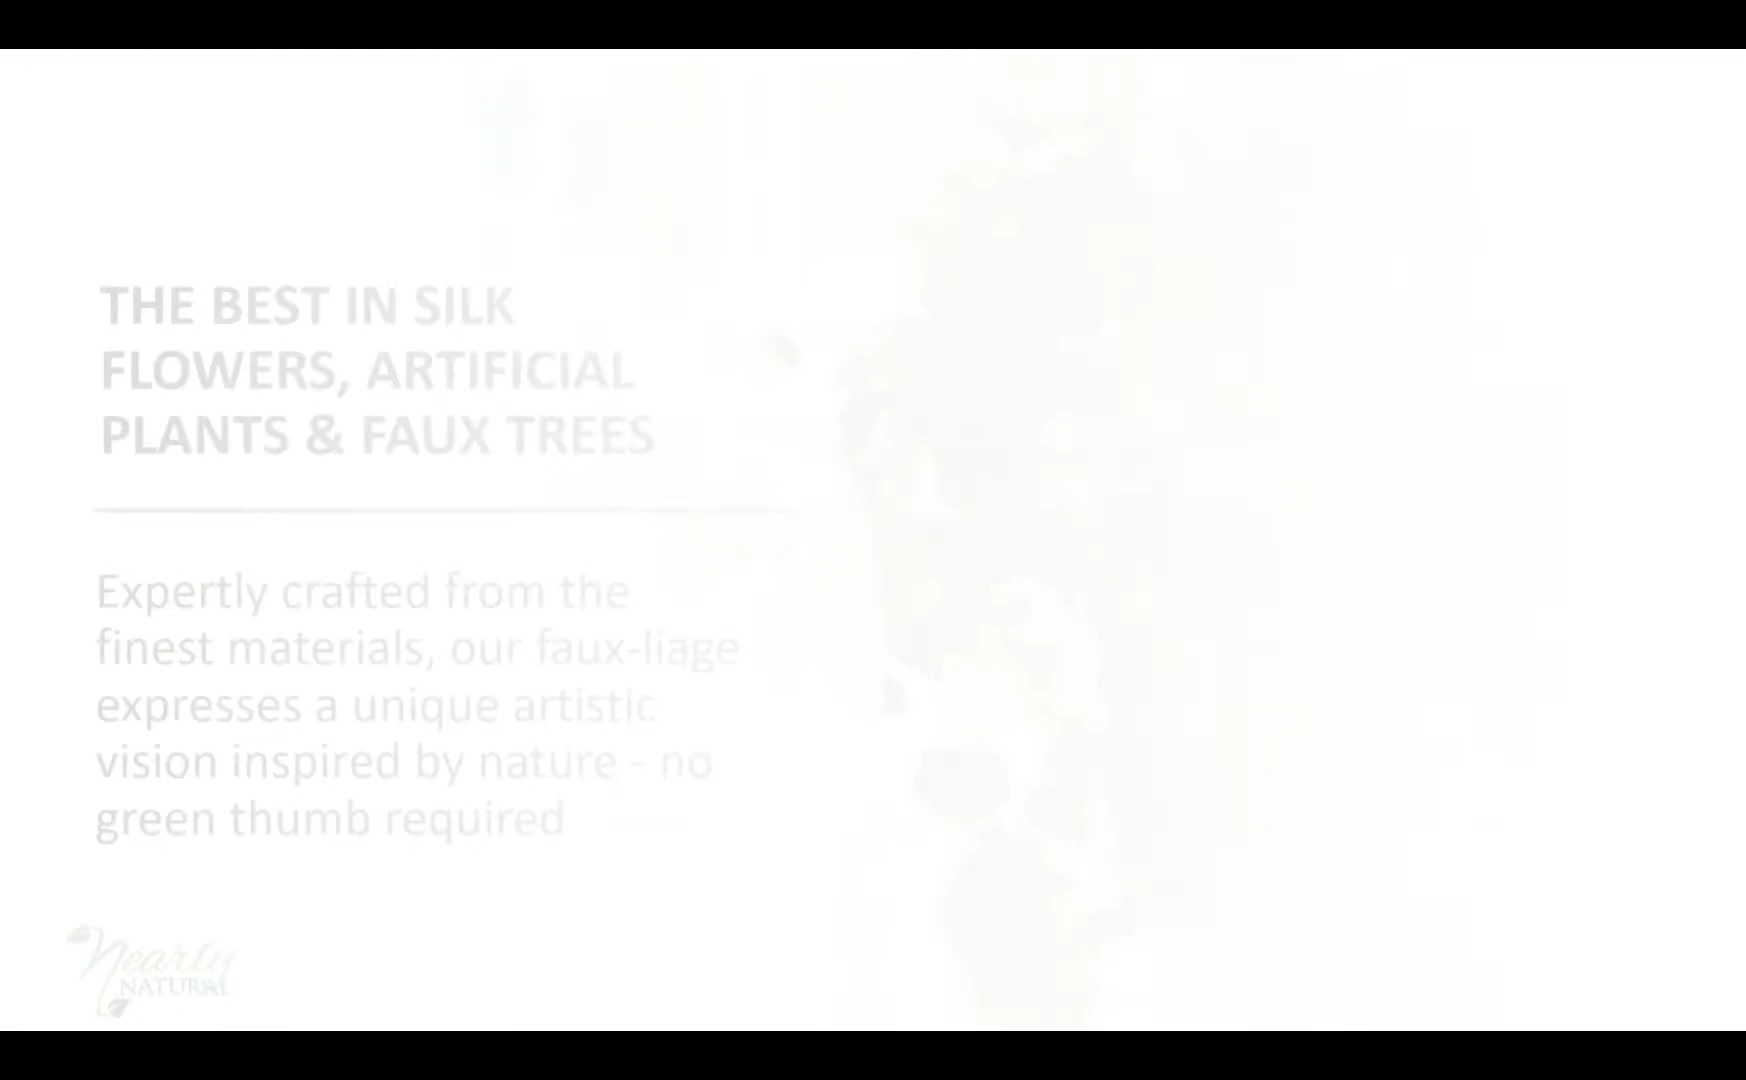 THE BEST IN SILK
FLOWERS, ARTIFICIAL
PLANTS & FAUX TREES
Expertly crafted from the
finest materials, our faux-liage
expresses a unique artistic
vision inspired by nature - no
green thumb required
Nearly
NATURAL